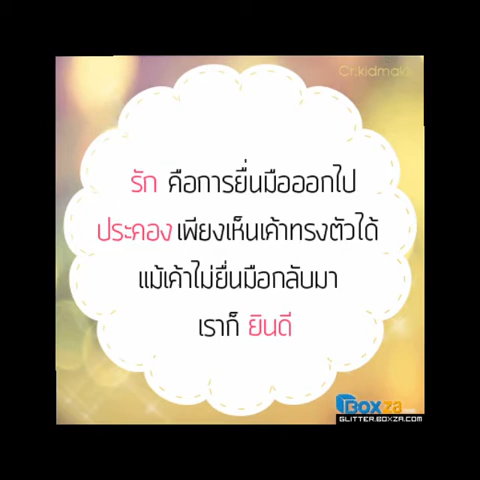 Cr.kidmak
รัก คือการยื่นมือออกไป
ประคองเพียงเห็นเค้าทรงตัวได้
แม้เค้าไม่ยื่นมือกลับมา
เราก็ ยินดี
BOXZA
GLITTER.BOXZA.COM